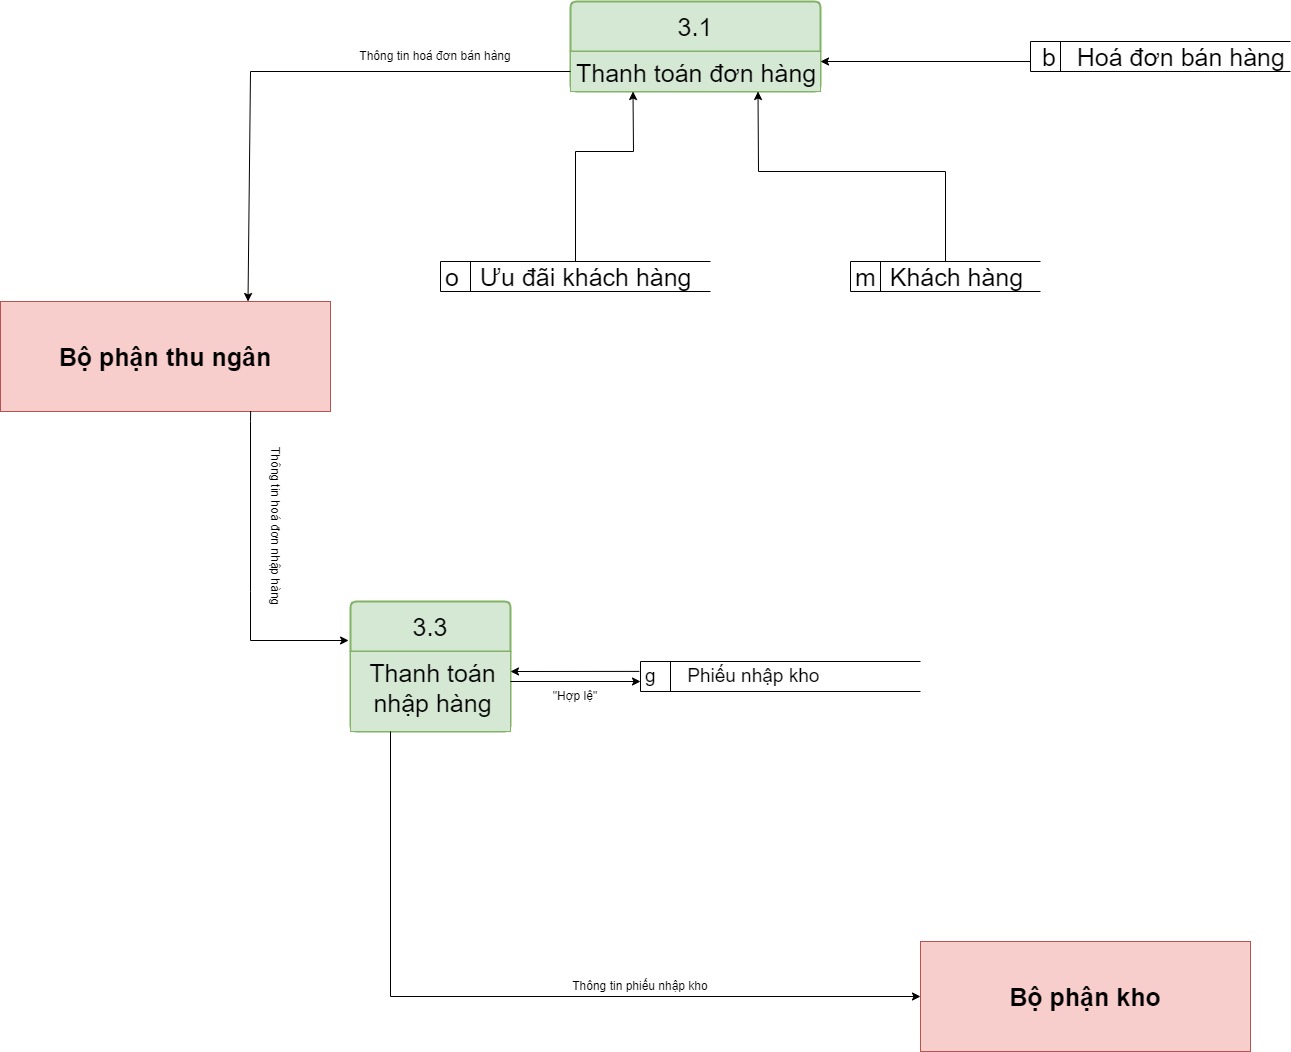 3.1
Thanh toán đơn hàng
Thông tin hoá đơn bán hàng
b
Hoá đơn bán hàng
o
Ưu đãi khách hàng
m
Khách hàng
Bộ phận thu ngân
Thông tin hoá đơn nhập hàng
3.3
Thanh toán
nhập hàng
g
Phiếu nhập kho
"Hợp lệ"
Thông tin phiếu nhập kho
Bộ phận kho